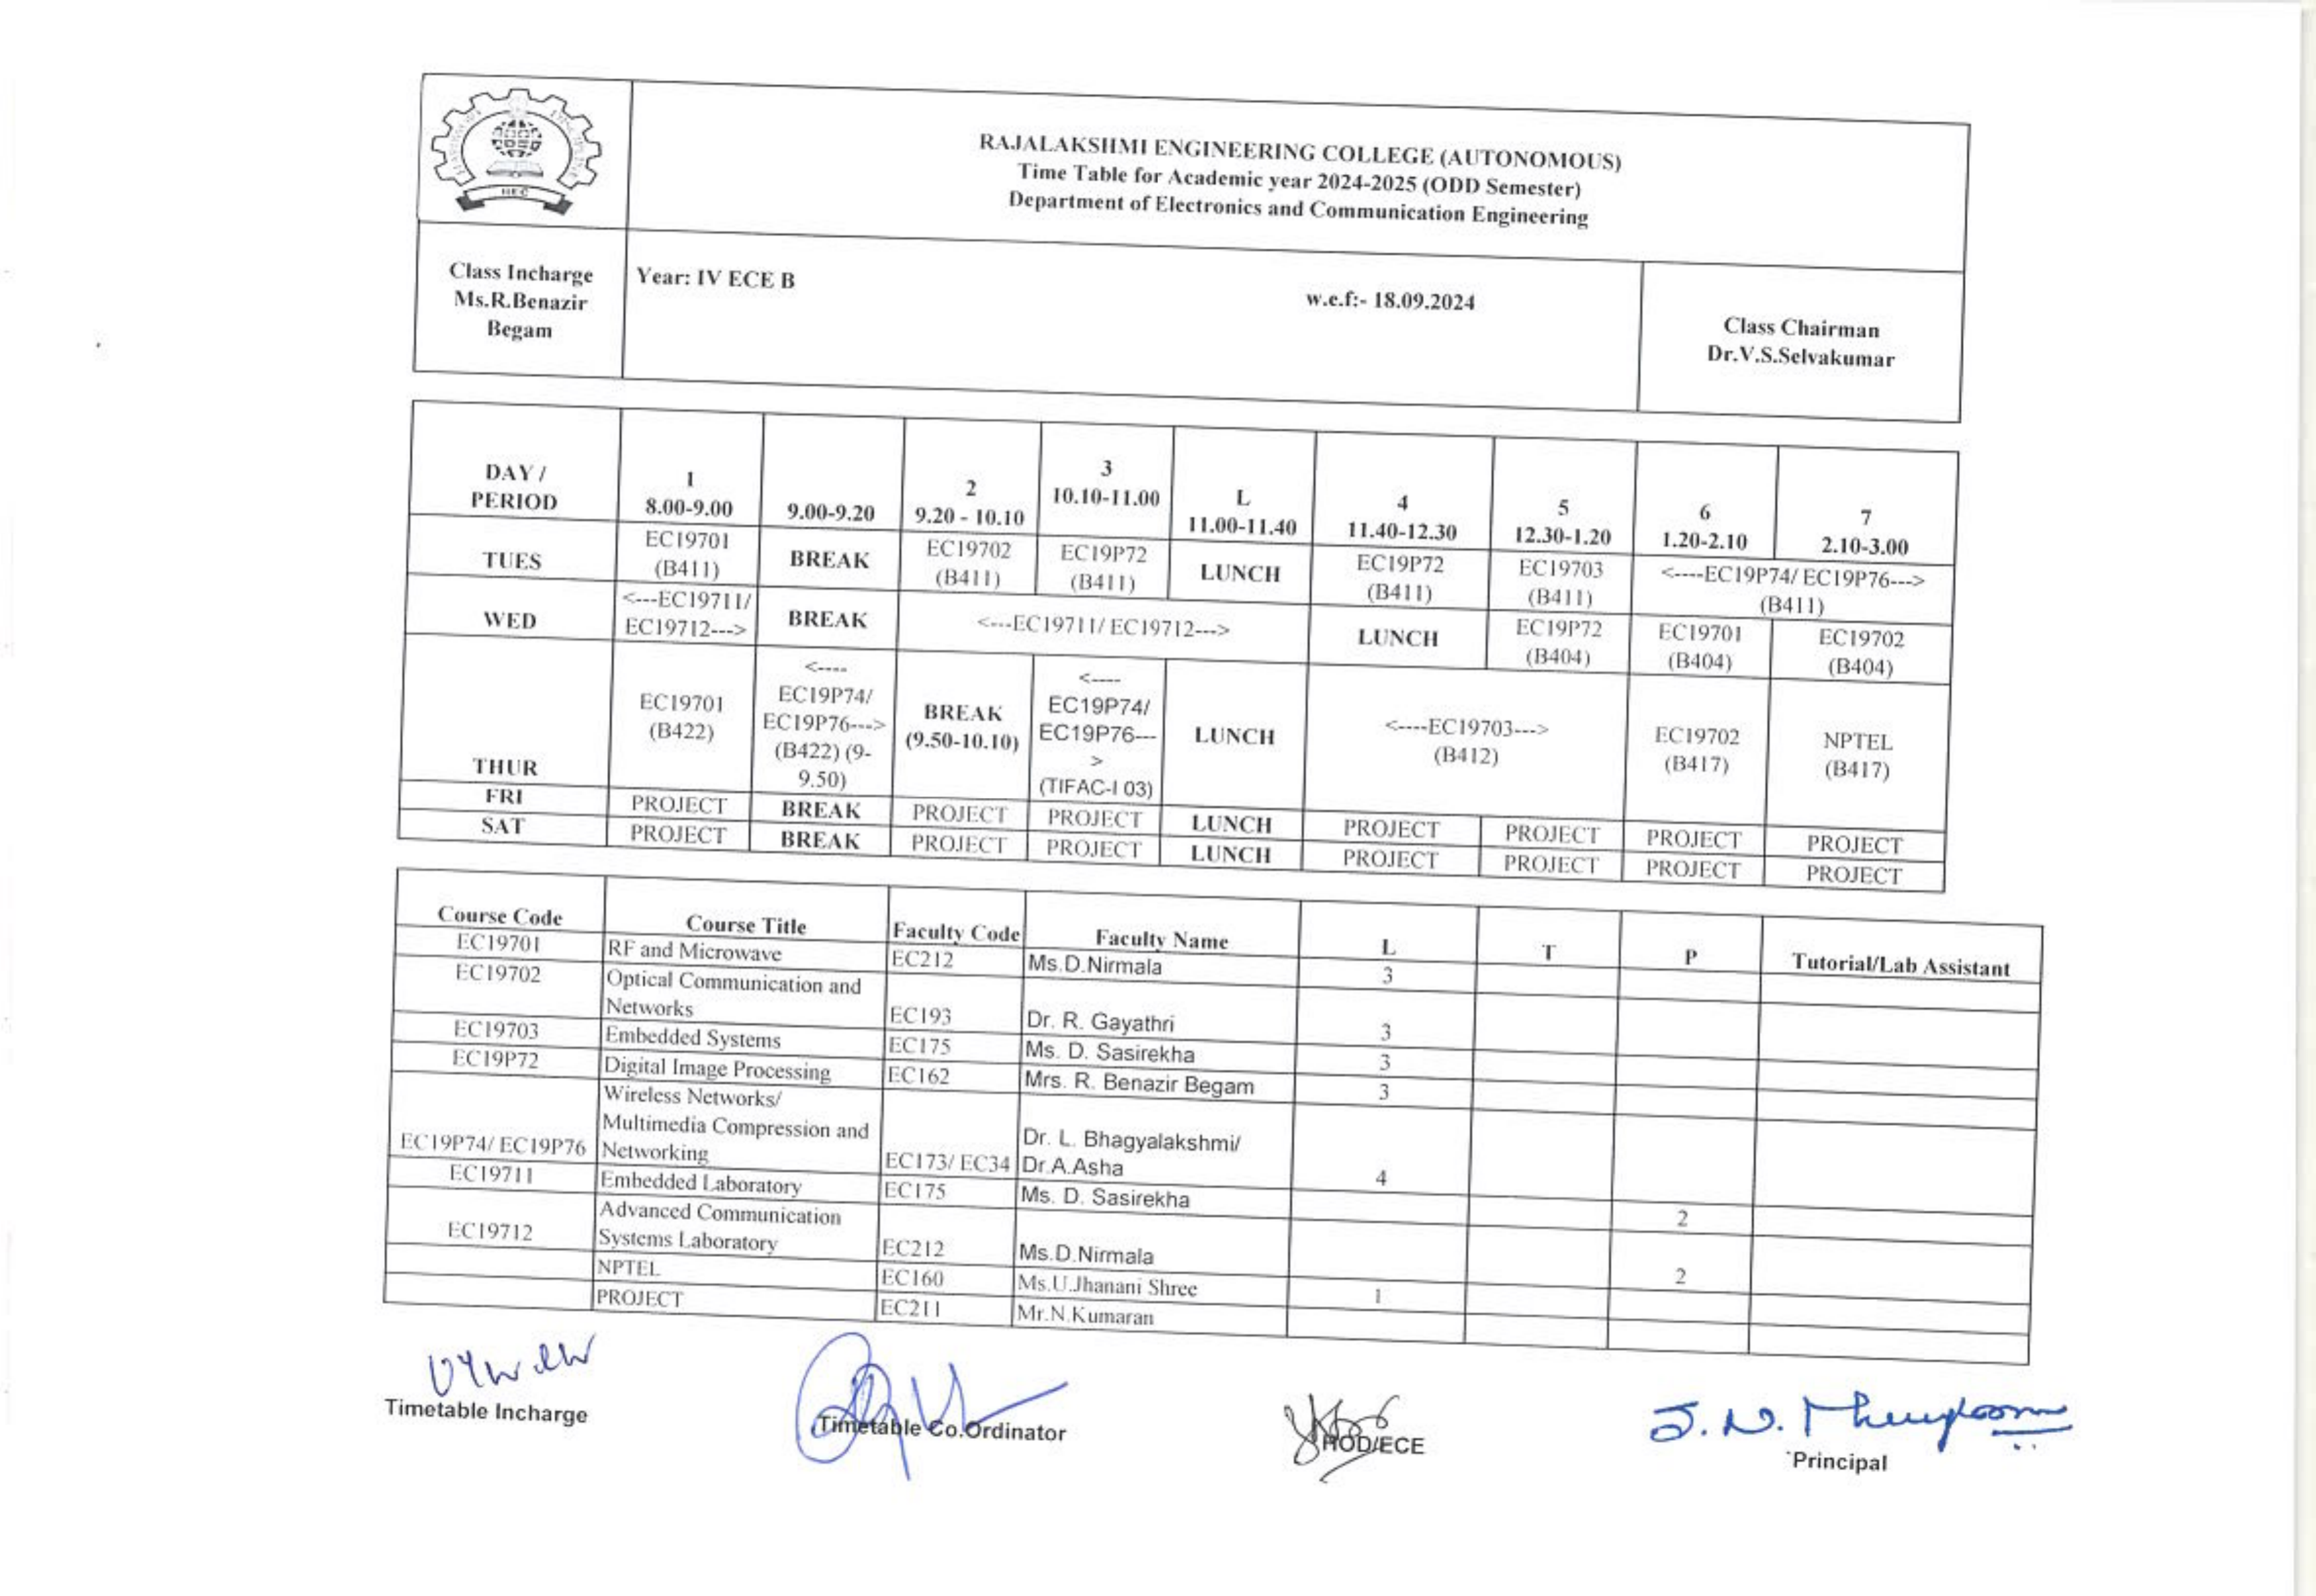 REC
RAJALAKSHMI ENGINEERING COLLEGE (AUTONOMOUS)
Time Table for Academic year 2024-2025 (ODD Semester)
Department of Electronics and Communication Engineering
Class Incharge
Ms.R.Benazir
Begam
Year: IV ECE B
w.e.f:- 18.09.2024
Class Chairman
Dr.V.S.Selvakumar
DAY /
PERIOD
1
8.00-9.00
9.00-9.20
2
9.20 - 10.10
3
10.10-11.00
L
11.00-11.40
4
11.40-12.30
5
12.30-1.20
6
1.20-2.10
7
2.10-3.00
TUES
EC19701
(B411)
BREAK
EC19702
(B411)
EC19P72
(B411)
LUNCH
EC19P72
(B411)
EC19703
(B411)
<----EC19P74/ EC19P76--->
(B411)
WED
<---EC19711/
EC19712--->
BREAK
<---EC19711/ EC19712--->
LUNCH
EC19P72
(B404)
EC19701
(B404)
EC19702
(B404)
THUR
EC19701
(B422)
<----
EC19P74/
EC19P76--->
(B422) (9-
9.50)
BREAK
(9.50-10.10)
<----
EC19P74/
EC19P76---
>
(TIFAC-I 03)
LUNCH
<----EC19703--->
(B412)
EC19702
(B417)
NPTEL
(B417)
FRI
PROJECT
BREAK
PROJECT
PROJECT
LUNCH
PROJECT
PROJECT
PROJECT
PROJECT
SAT
PROJECT
BREAK
PROJECT
PROJECT
LUNCH
PROJECT
PROJECT
PROJECT
PROJECT
Course Code
Course Title
Faculty Code
Faculty Name
L
T
P
Tutorial/Lab Assistant
EC19701
RF and Microwave
EC212
Ms.D.Nirmala
3
EC19702
Optical Communication and
Networks
EC193
Dr. R. Gayathri
3
EC19703
Embedded Systems
EC175
Ms. D. Sasirekha
3
EC19P72
Digital Image Processing
EC162
Mrs. R. Benazir Begam
3
EC19P74/ EC19P76
Wireless Networks/
Multimedia Compression and
Networking
EC173/ EC34
Dr. L. Bhagyalakshmi/
Dr.A.Asha
4
EC19711
Embedded Laboratory
EC175
Ms. D. Sasirekha
2
EC19712
Advanced Communication
Systems Laboratory
EC212
Ms.D.Nirmala
2
NPTEL
EC160
Ms.U.Jhanani Shree
1
PROJECT
EC211
Mr.N.Kumaran
Timetable Incharge
Timetable Co.Ordinator
HOD/ECE
Principal